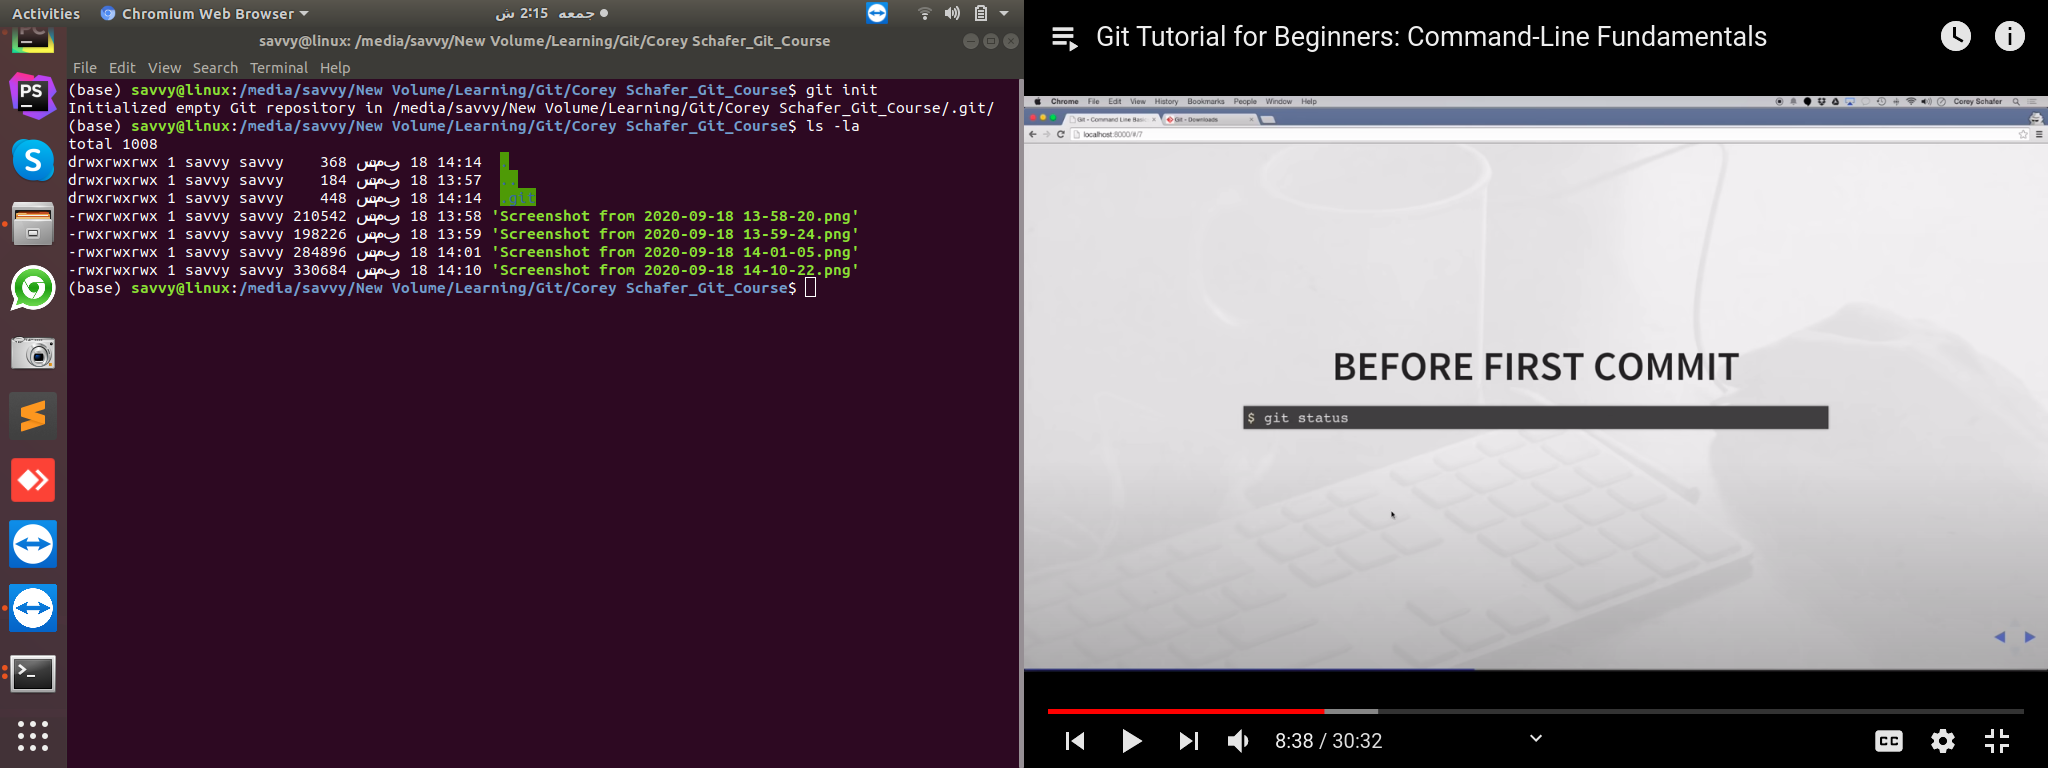 Activities Chromium Web Browser جمعه 2:15 ش
savvy@linux: /media/savvy/New Volume/Learning/Git/Corey Schafer_Git_Course
File Edit View Search Terminal Help
(base) savvy@linux:/media/savvy/New Volume/Learning/Git/Corey Schafer_Git_Course$ git init
Initialized empty Git repository in /media/savvy/New Volume/Learning/Git/Corey Schafer_Git_Course/.git/
(base) savvy@linux:/media/savvy/New Volume/Learning/Git/Corey Schafer_Git_Course$ ls -la
total 1008
drwxrwxrwx 1 savvy savvy 368 18 14:14 .
drwxrwxrwx 1 savvy savvy 184 18 13:57 ..
drwxrwxrwx 1 savvy savvy 448 18 14:14 .git
-rwxrwxrwx 1 savvy savvy 210542 18 13:58 'Screenshot from 2020-09-18 13-58-20.png'
-rwxrwxrwx 1 savvy savvy 198226 18 13:59 'Screenshot from 2020-09-18 13-59-24.png'
-rwxrwxrwx 1 savvy savvy 284896 18 14:01 'Screenshot from 2020-09-18 14-01-05.png'
-rwxrwxrwx 1 savvy savvy 330684 18 14:10 'Screenshot from 2020-09-18 14-10-22.png'
(base) savvy@linux:/media/savvy/New Volume/Learning/Git/Corey Schafer_Git_Course$
PC
PS
S
>_
Git Tutorial for Beginners: Command-Line Fundamentals
Chrome File Edit View History Bookmarks People Window Help Corey Schafer
Git - Command Line Basic Git - Downloads
localhost:8000/#/7
BEFORE FIRST COMMIT
$ git status
8:38 / 30:32
CC